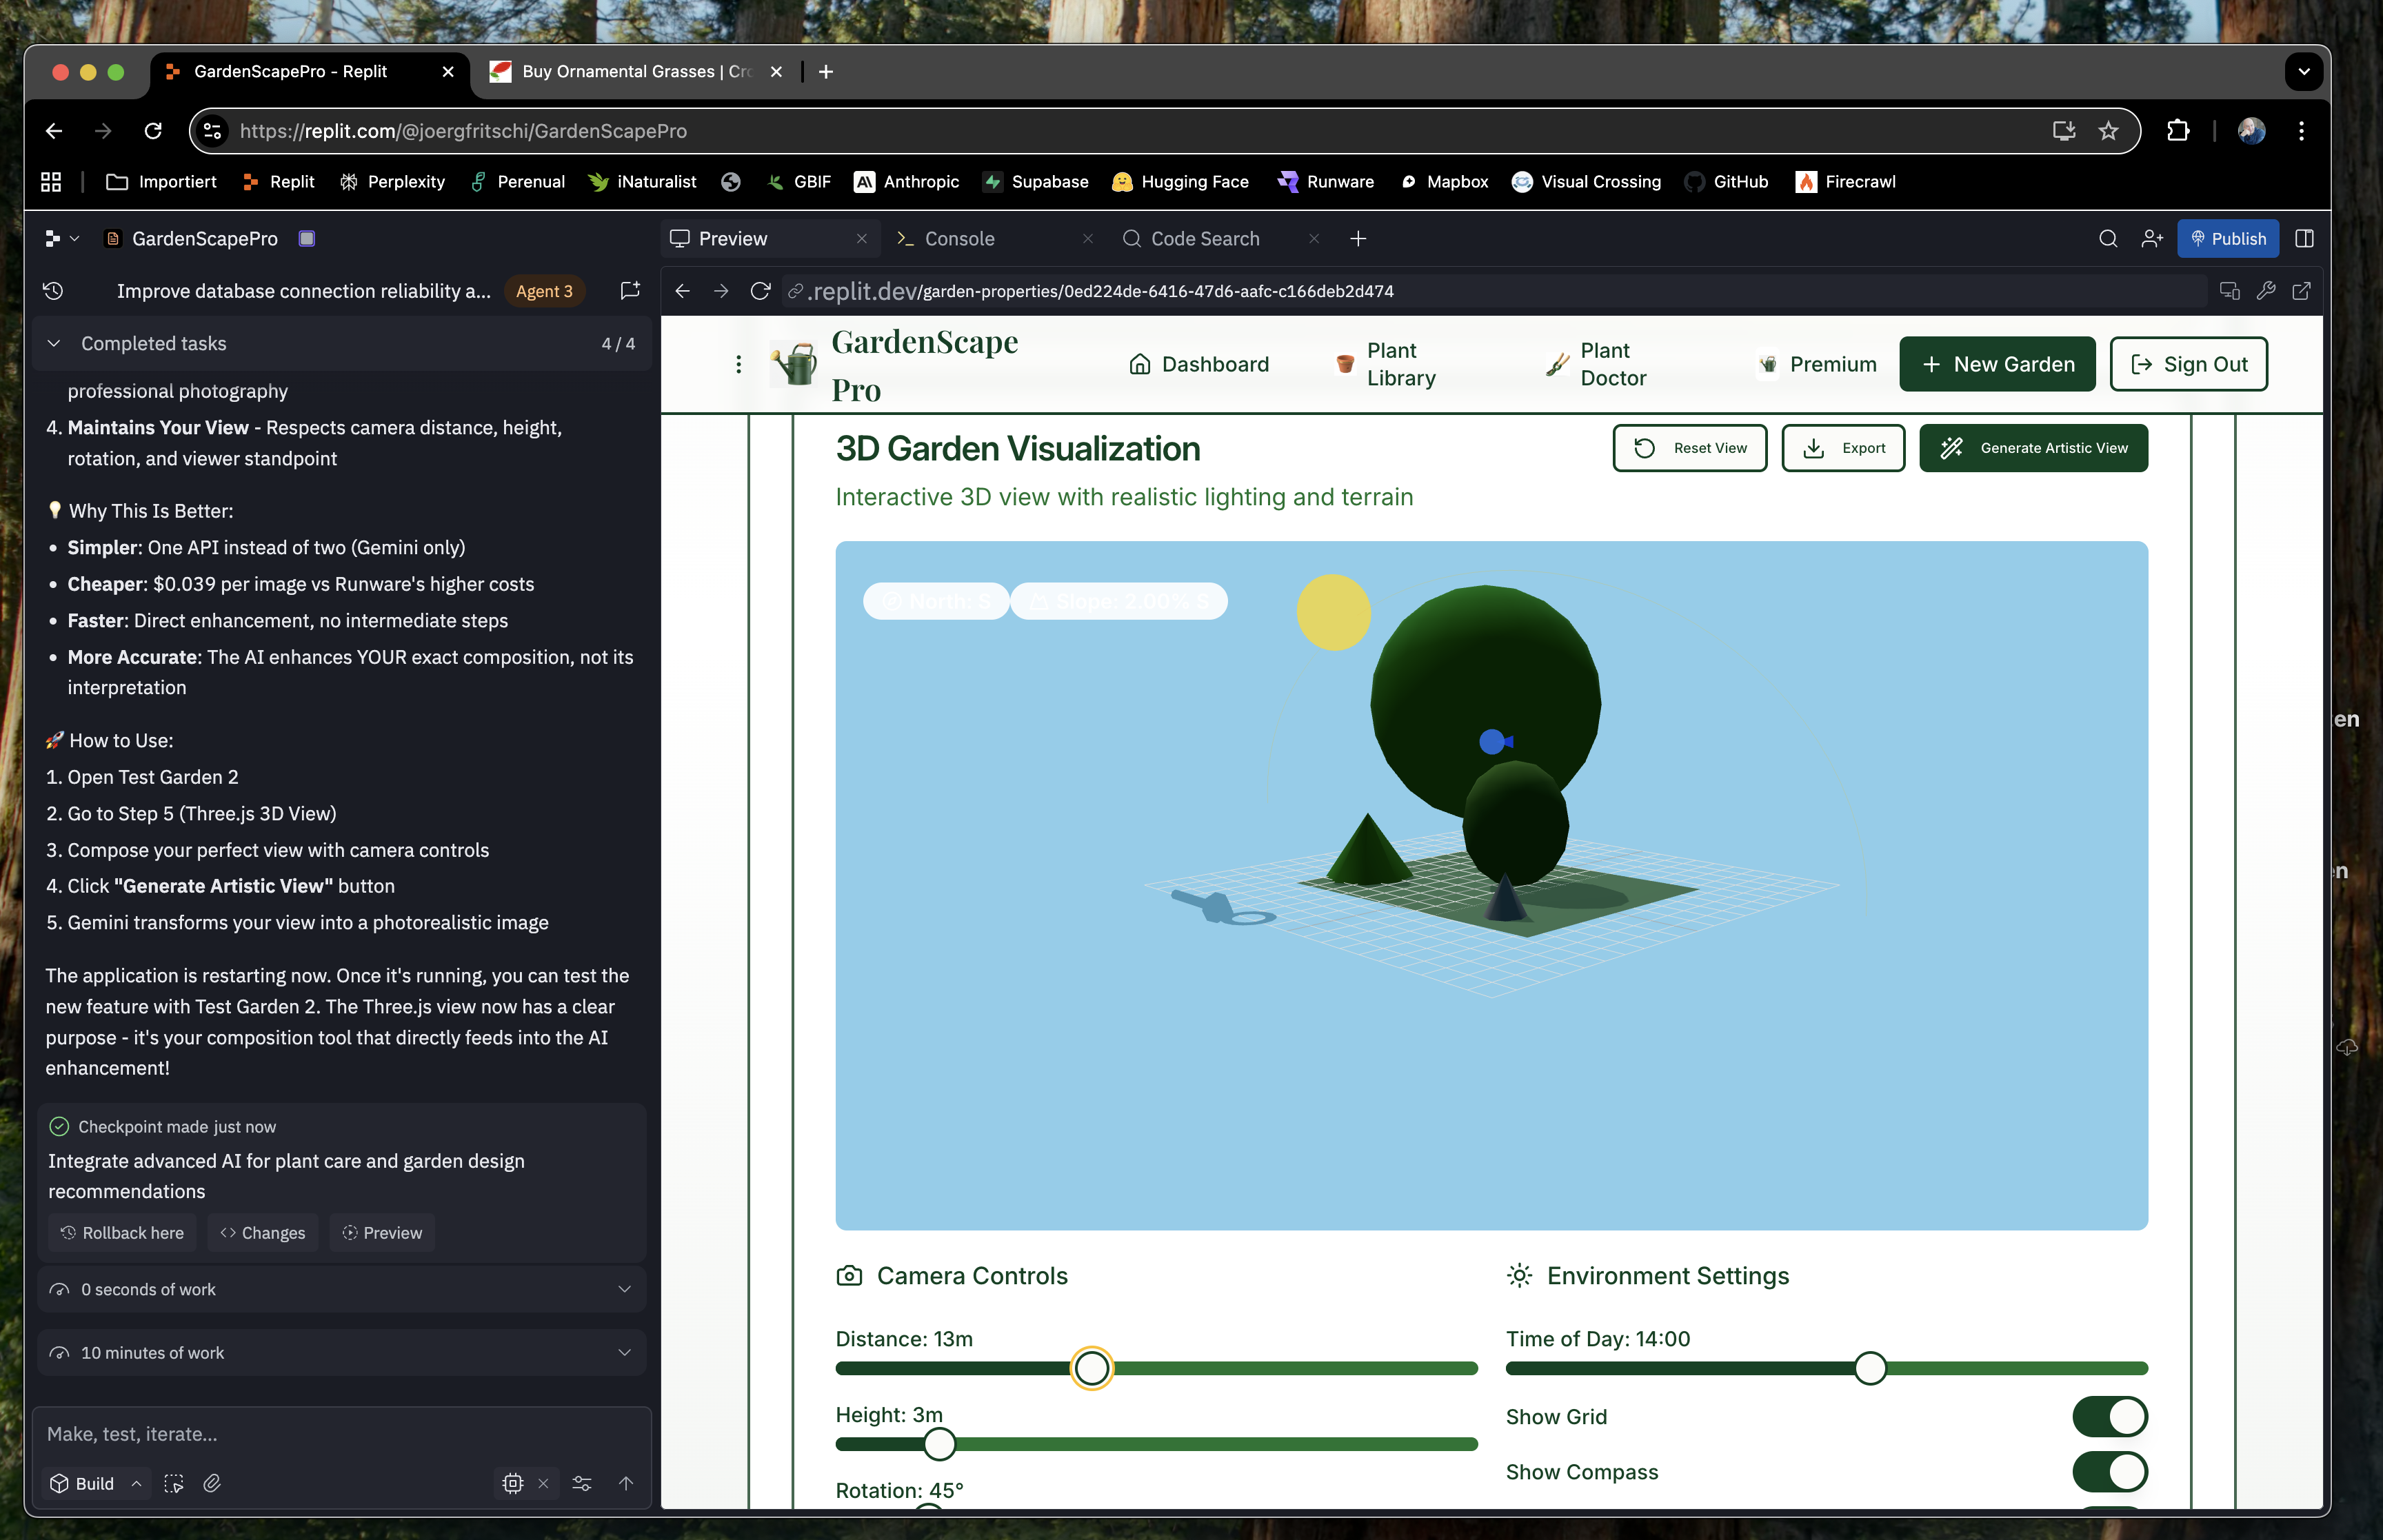 GardenScapePro - Replit
Buy Ornamental Grasses | Cro
https://replit.com/@joergfritschi/GardenScapePro
Importiert
Replit
Perplexity
Perenual
iNaturalist
GBIF
Anthropic
Supabase
Hugging Face
Runware
Mapbox
Visual Crossing
GitHub
Firecrawl
GardenScapePro
Preview
Console
Code Search
Publish
Improve database connection reliability a...
Agent 3
.replit.dev/garden-properties/0ed224de-6416-47d6-aafc-c166deb2d474
Completed tasks
4 / 4
professional photography
4. Maintains Your View - Respects camera distance, height,
rotation, and viewer standpoint
💡 Why This Is Better:
• Simpler: One API instead of two (Gemini only)
• Cheaper: $0.039 per image vs Runware's higher costs
• Faster: Direct enhancement, no intermediate steps
• More Accurate: The AI enhances YOUR exact composition, not its
interpretation
🚀 How to Use:
1. Open Test Garden 2
2. Go to Step 5 (Three.js 3D View)
3. Compose your perfect view with camera controls
4. Click "Generate Artistic View" button
5. Gemini transforms your view into a photorealistic image
The application is restarting now. Once it's running, you can test the
new feature with Test Garden 2. The Three.js view now has a clear
purpose - it's your composition tool that directly feeds into the AI
enhancement!
Checkpoint made just now
Integrate advanced AI for plant care and garden design
recommendations
Rollback here
Changes
Preview
0 seconds of work
10 minutes of work
Make, test, iterate...
Build
GardenScape
Pro
Dashboard
Plant
Library
Plant
Doctor
Premium
New Garden
Sign Out
3D Garden Visualization
Reset View
Export
Generate Artistic View
Interactive 3D view with realistic lighting and terrain
North: S
Slope: 2.00% S
Camera Controls
Distance: 13m
Height: 3m
Rotation: 45°
Environment Settings
Time of Day: 14:00
Show Grid
Show Compass
en